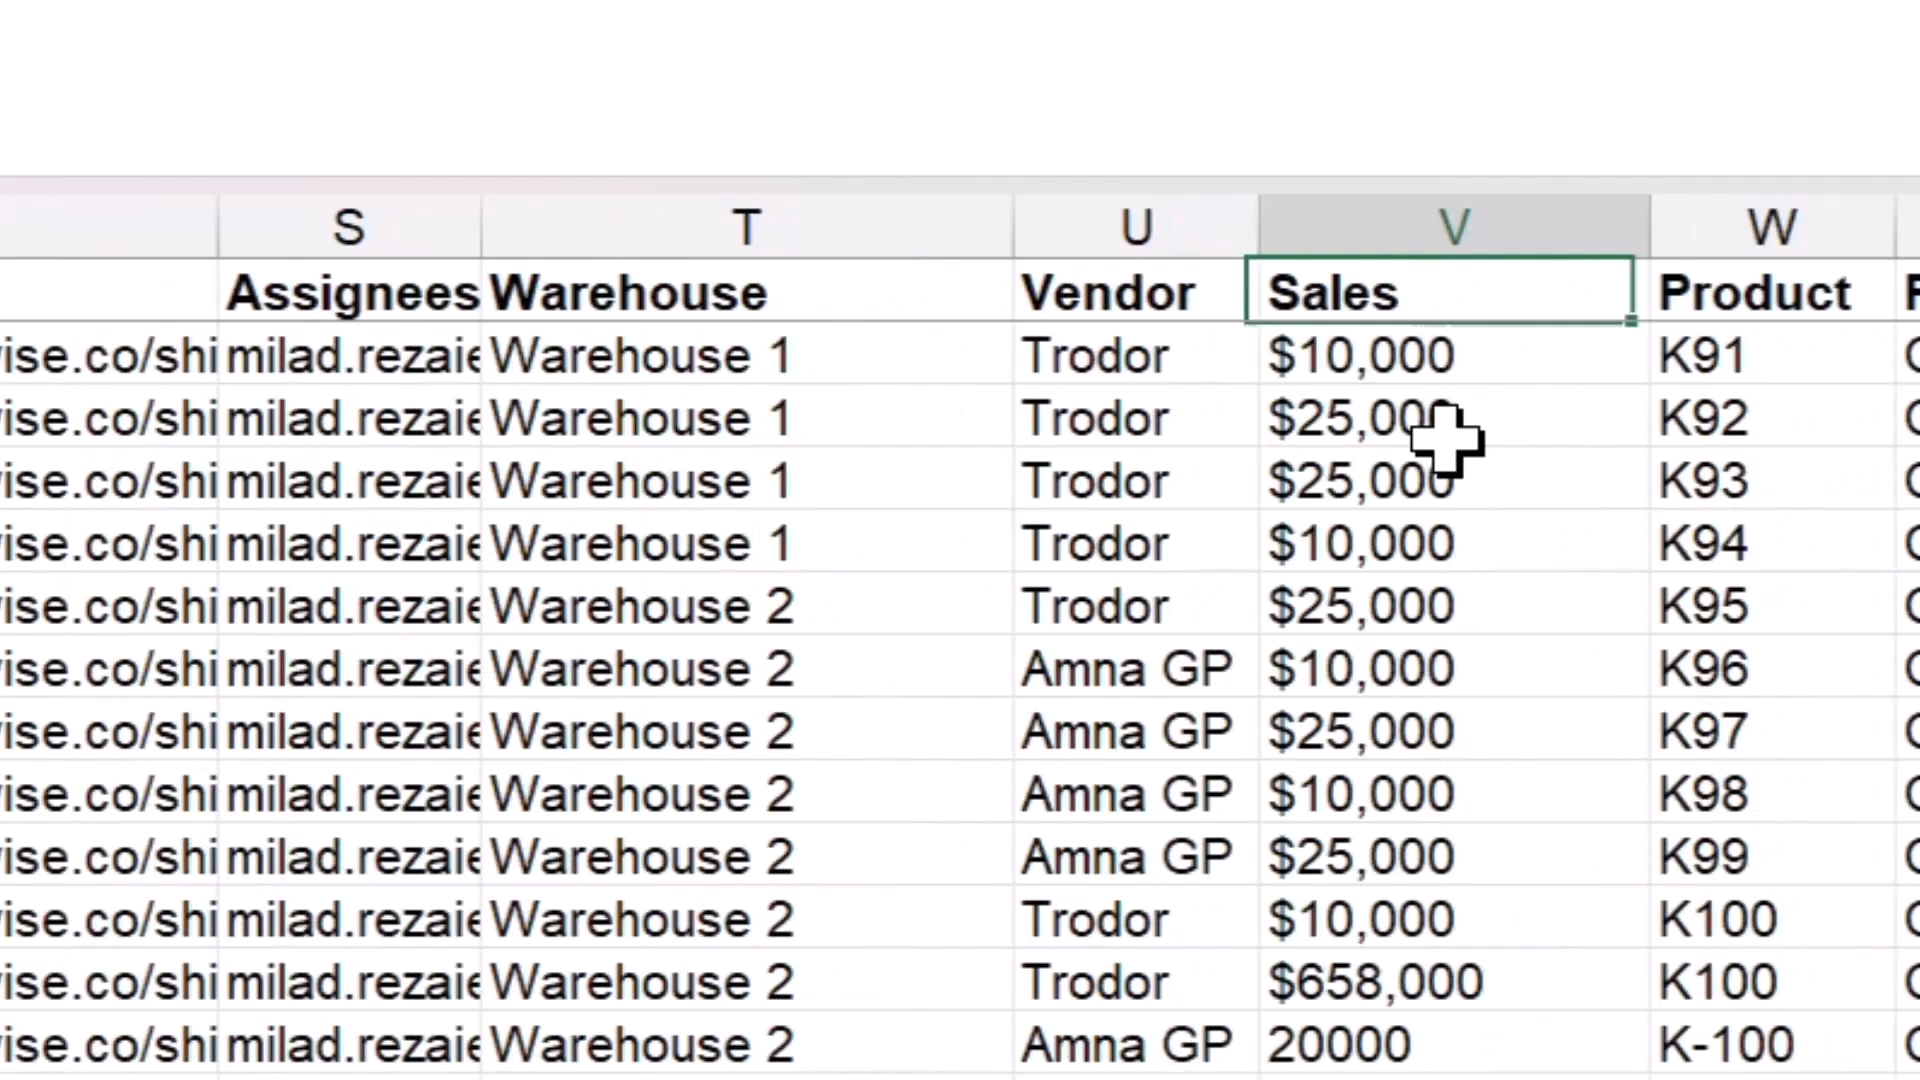 S T U V W
Assignees Warehouse Vendor Sales Product
ise.co/shi milad.rezaie Warehouse 1 Trodor $10,000 K91
ise.co/shi milad.rezaie Warehouse 1 Trodor $25,000 K92
ise.co/shi milad.rezaie Warehouse 1 Trodor $25,000 K93
ise.co/shi milad.rezaie Warehouse 1 Trodor $10,000 K94
ise.co/shi milad.rezaie Warehouse 2 Trodor $25,000 K95
ise.co/shi milad.rezaie Warehouse 2 Amna GP $10,000 K96
ise.co/shi milad.rezaie Warehouse 2 Amna GP $25,000 K97
ise.co/shi milad.rezaie Warehouse 2 Amna GP $10,000 K98
ise.co/shi milad.rezaie Warehouse 2 Amna GP $25,000 K99
ise.co/shi milad.rezaie Warehouse 2 Trodor $10,000 K100
ise.co/shi milad.rezaie Warehouse 2 Trodor $658,000 K100
ise.co/shi milad.rezaie Warehouse 2 Amna GP 20000 K-100